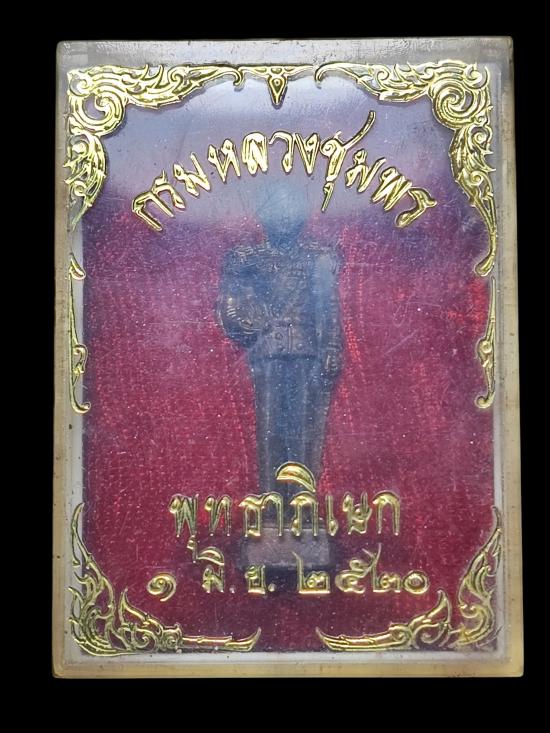 กรมหลวงชุมพร
พุทธาภิเษก
๑ มิ.ย. ๒๕๒๐